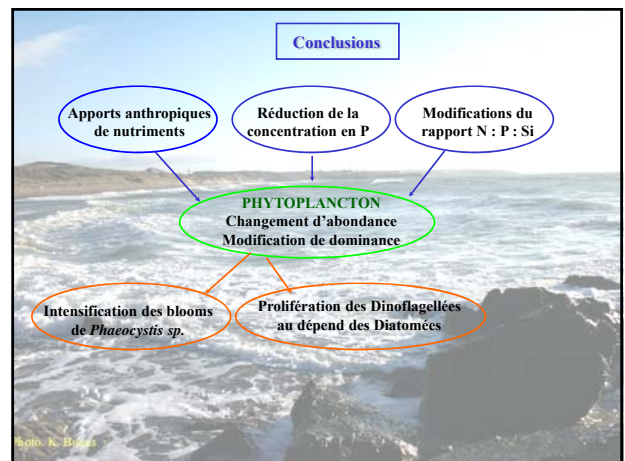 Conclusions
Apports anthropiques
de nutriments
Réduction de la
concentration en P
Modifications du
rapport N : P : Si
PHYTOPLANCTON
Changement d'abondance
Modification de dominance
Intensification des blooms
de Phaeocystis sp.
Prolifération des Dinoflagellées
au dépend des Diatomées
Photo. K.